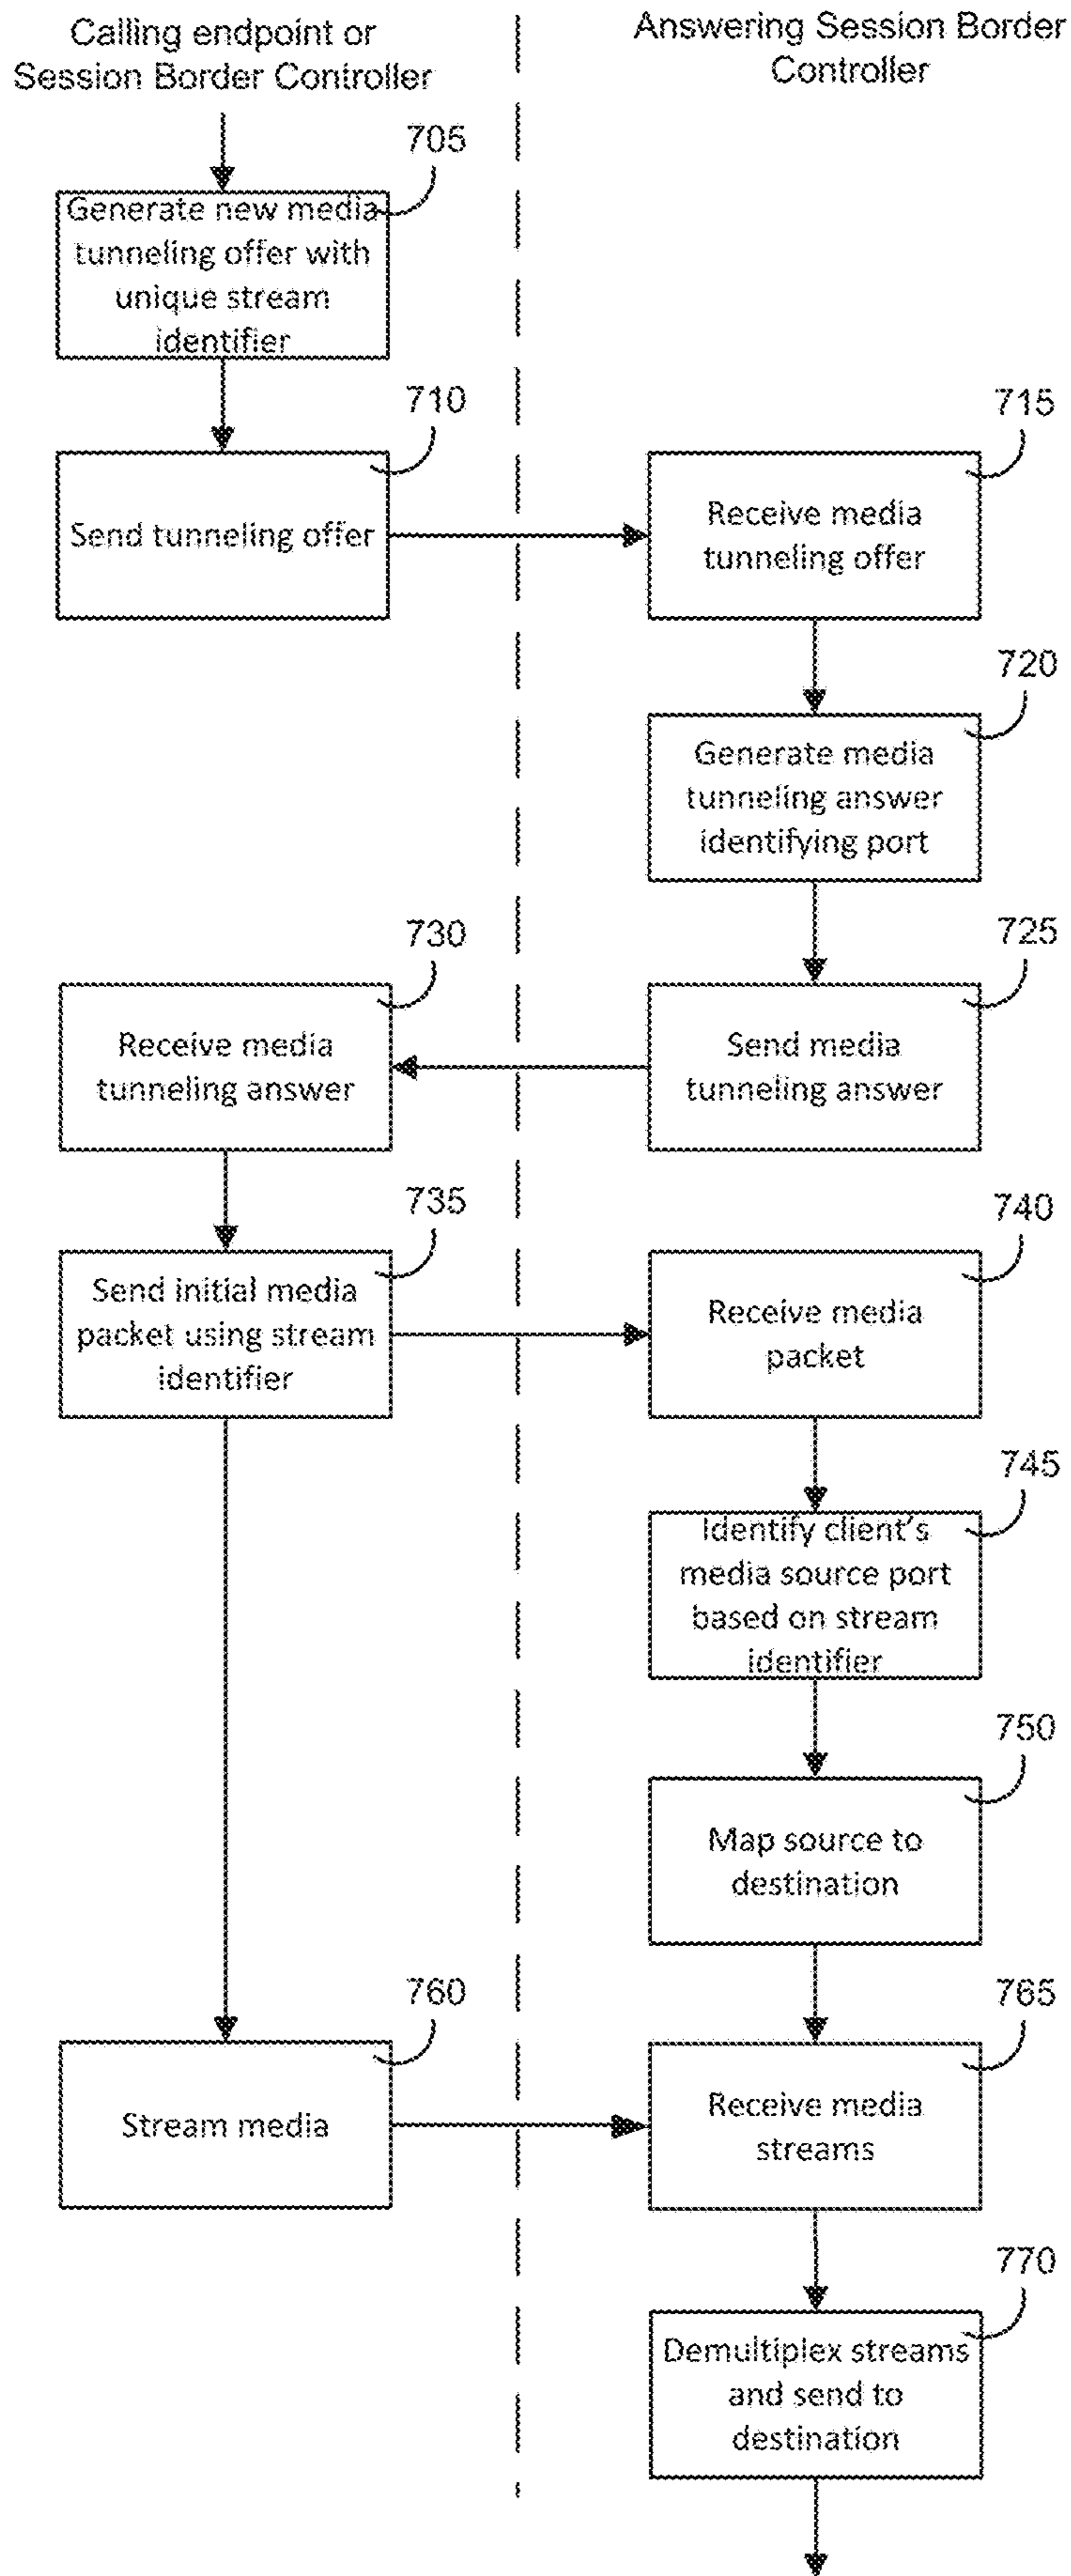 Calling endpoint or
Session Border Controller
Answering Session Border
Controller
705
Generate new media
tunneling offer with
unique stream
identifier
710
Send tunneling offer
715
Receive media
tunneling offer
720
Generate media
tunneling answer
identifying port
725
Send media
tunneling answer
730
Receive media
tunneling answer
735
Send initial media
packet using stream
identifier
740
Receive media
packet
745
Identify client's
media source port
based on stream
identifier
750
Map source to
destination
760
Stream media
765
Receive media
streams
770
Demultiplex streams
and send to
destination